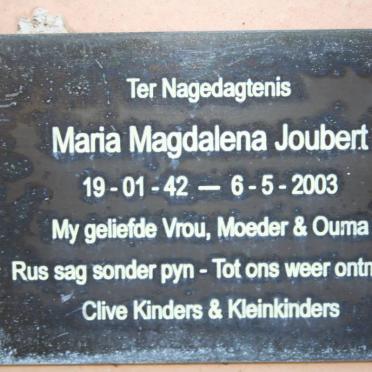 Ter Nagedagtenis
Maria Magdalena Joubert
19 - 01 - 42 — 6 - 5 - 2003
My geliefde Vrou, Moeder & Ouma
Rus sag sonder pyn - Tot ons weer
Clive Kinders & Kleinkinders